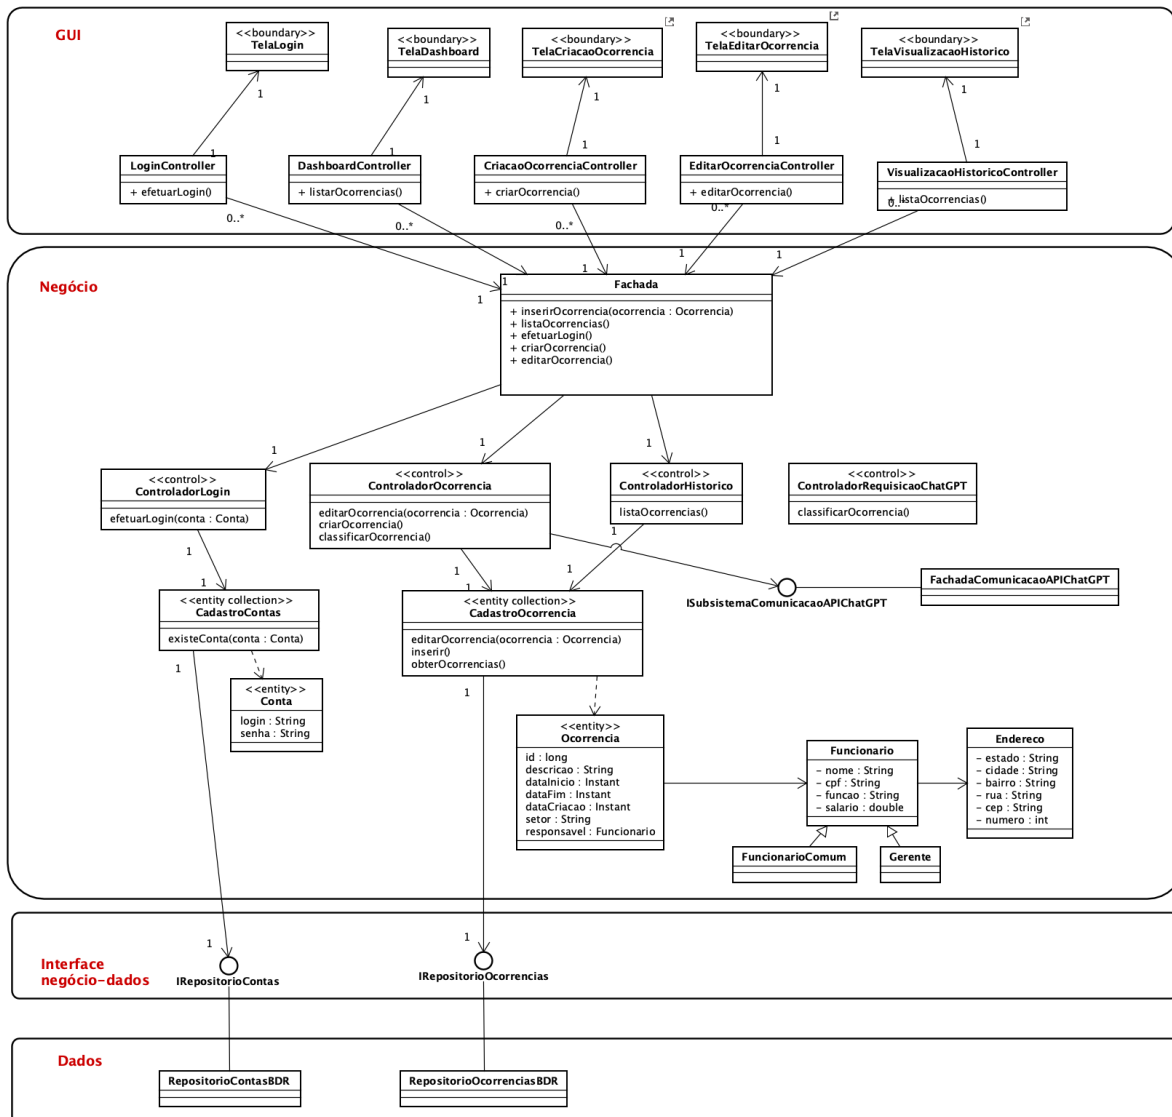 GUI
<<boundary>>
TelaLogin
<<boundary>>
TelaDashboard
<<boundary>>
TelaCriacaoOcorrencia
<<boundary>>
TelaEditarOcorrencia
<<boundary>>
TelaVisualizacaoHistorico
1
1
1
1
1
1
1
1
1
1
LoginController
+ efetuarLogin()
DashboardController
+ listarOcorrencias()
CriacaoOcorrenciaController
+ criarOcorrencia()
EditarOcorrenciaController
+ editarOcorrencia()
VisualizacaoHistoricoController
+ listaOcorrencias()
0..*
0..*
0..*
0..*
0..*
Negócio
1
1
1
1
1
Fachada
+ inserirOcorrencia(ocorrencia : Ocorrencia)
+ listaOcorrencias()
+ efetuarLogin()
+ criarOcorrencia()
+ editarOcorrencia()
1
1
1
<<control>>
ControladorLogin
efetuarLogin(conta : Conta)
<<control>>
ControladorOcorrencia
editarOcorrencia(ocorrencia : Ocorrencia)
criarOcorrencia()
classificarOcorrencia()
<<control>>
ControladorHistorico
listaOcorrencias()
<<control>>
ControladorRequisicaoChatGPT
classificarOcorrencia()
1
1
1
1
1
1
<<entity collection>>
CadastroContas
existeConta(conta : Conta)
<<entity collection>>
CadastroOcorrencia
editarOcorrencia(ocorrencia : Ocorrencia)
inserir()
obterOcorrencias()
ISubsistemaComunicacaoAPIChatGPT
FachadaComunicacaoAPIChatGPT
1
1
<<entity>>
Conta
login : String
senha : String
<<entity>>
Ocorrencia
id : long
descricao : String
dataInicio : Instant
dataFim : Instant
dataCriacao : Instant
setor : String
responsavel : Funcionario
Funcionario
- nome : String
- cpf : String
- funcao : String
- salario : double
Endereco
- estado : String
- cidade : String
- bairro : String
- rua : String
- cep : String
- numero : int
FuncionarioComum
Gerente
1
1
Interface
negócio-dados
IRepositorioContas
IRepositorioOcorrencias
Dados
RepositorioContasBDR
RepositorioOcorrenciasBDR